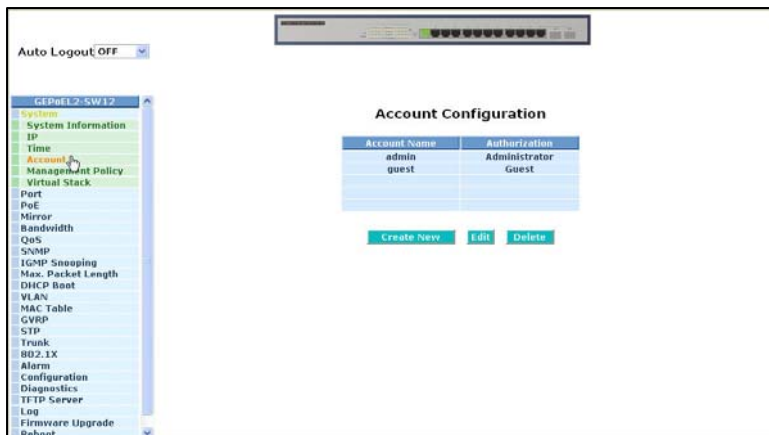 Auto Logout OFF
GEPoEL2-SW12
System
System Information
IP
Time
Account
Management Policy
Virtual Stack
Port
PoE
Mirror
Bandwidth
QoS
SNMP
IGMP Snooping
Max. Packet Length
DHCP Boot
VLAN
MAC Table
GVRP
STP
Trunk
802.1X
Alarm
Configuration
Diagnostics
TFTP Server
Log
Firmware Upgrade
Reboot
Account Configuration
Account Name Authorization
admin Administrator
guest Guest
Create New Edit Delete